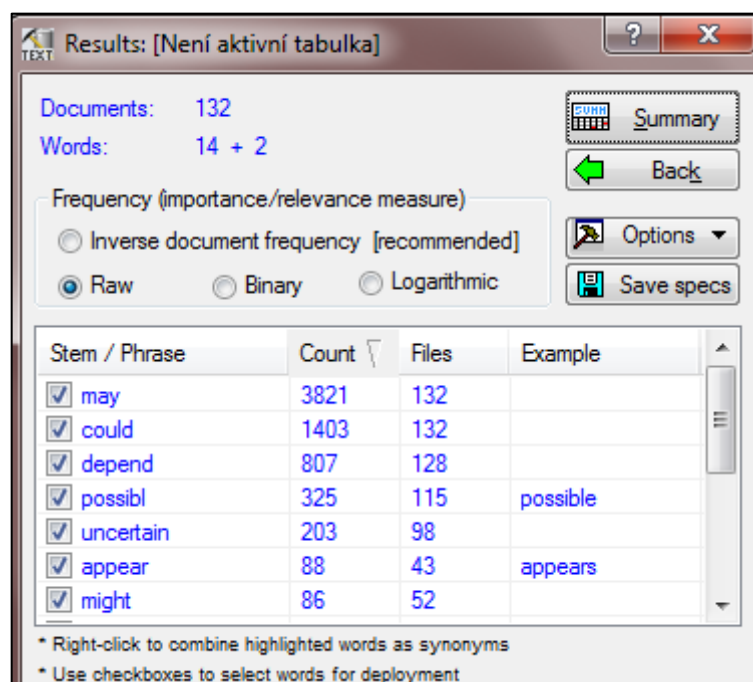 TEXT Results: [Není aktivní tabulka] ? X
Documents: 132
Words: 14 + 2
SUMM Summary
Back
Frequency (importance/relevance measure)
Inverse document frequency [recommended]
Raw Binary Logarithmic
Options
Save specs
Stem / Phrase Count Files Example
may 3821 132
could 1403 132
depend 807 128
possibl 325 115 possible
uncertain 203 98
appear 88 43 appears
might 86 52
* Right-click to combine highlighted words as synonyms
* Use checkboxes to select words for deployment